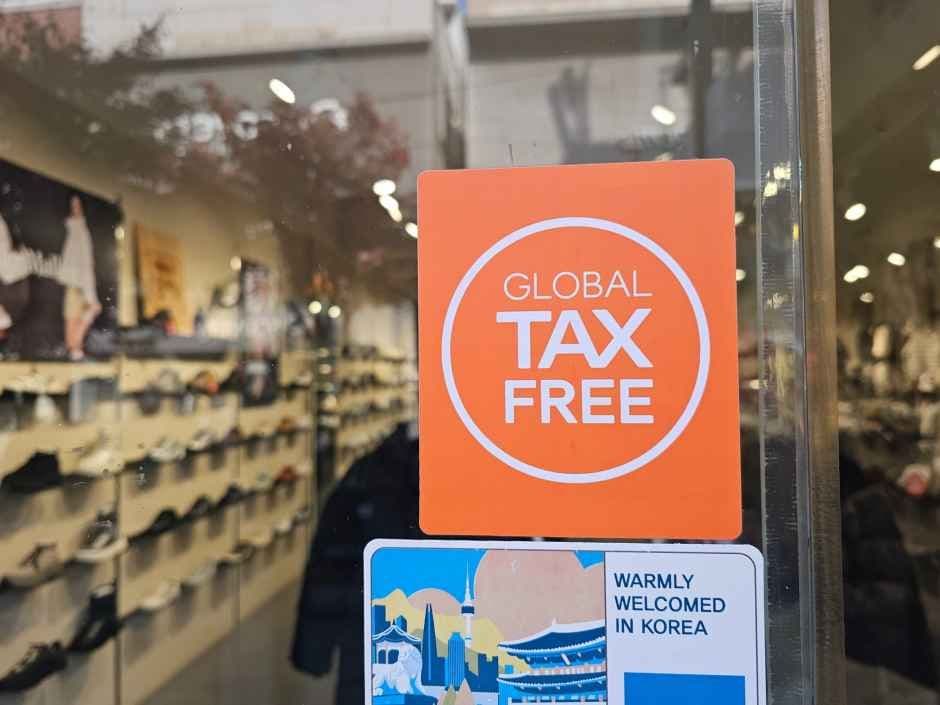 GLOBAL
TAX
FREE
WARMLY
WELCOMED
IN KOREA